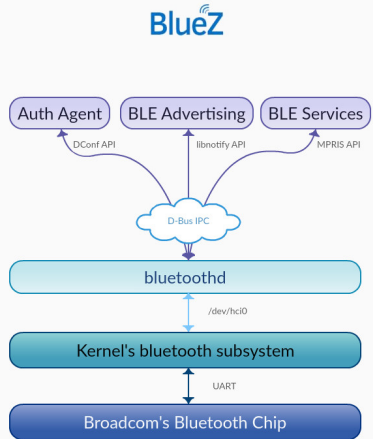 BlueZ
Auth Agent
BLE Advertising
BLE Services
DConf API
libnotify API
MPRIS API
D-Bus IPC
bluetoothd
/dev/hci0
Kernel's bluetooth subsystem
UART
Broadcom's Bluetooth Chip